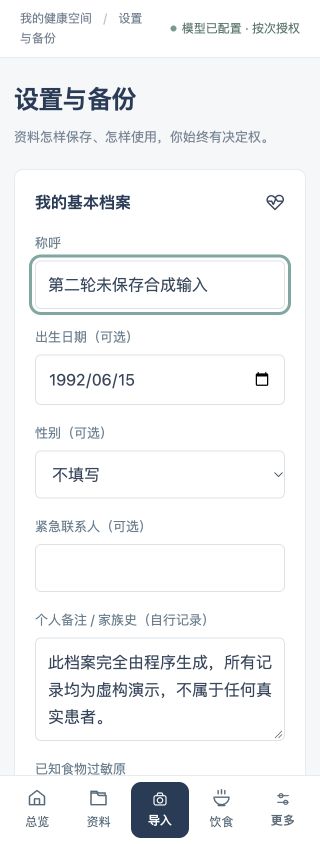 我的健康空间 / 设置
与备份
模型已配置 · 按次授权
设置与备份
资料怎样保存、怎样使用，你始终有决定权。
我的基本档案
称呼
第二轮未保存合成输入
出生日期（可选）
1992/06/15
性别（可选）
不填写
紧急联系人（可选）
个人备注 / 家族史（自行记录）
此档案完全由程序生成，所有记
录均为虚构演示，不属于任何真
实患者。
已知食物过敏原
总览 资料 导入 饮食 更多